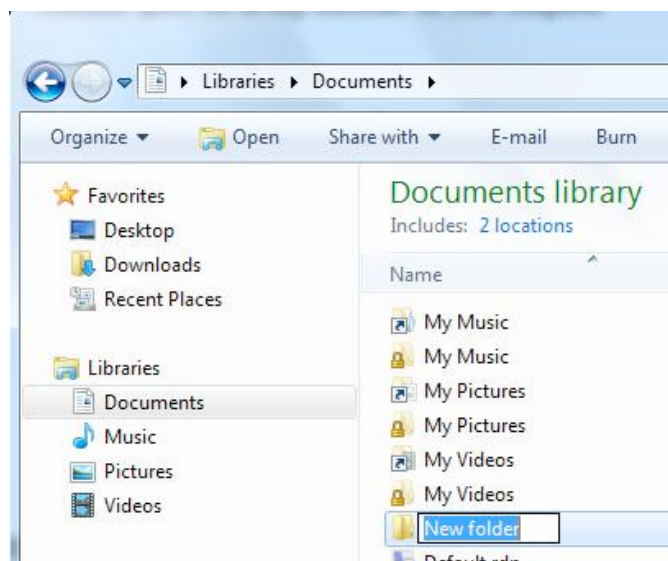 Libraries Documents
Organize Open Share with E-mail Burn
Favorites
Desktop
Downloads
Recent Places
Libraries
Documents
Music
Pictures
Videos
Documents library
Includes: 2 locations
Name
My Music
My Music
My Pictures
My Pictures
My Videos
My Videos
New folder